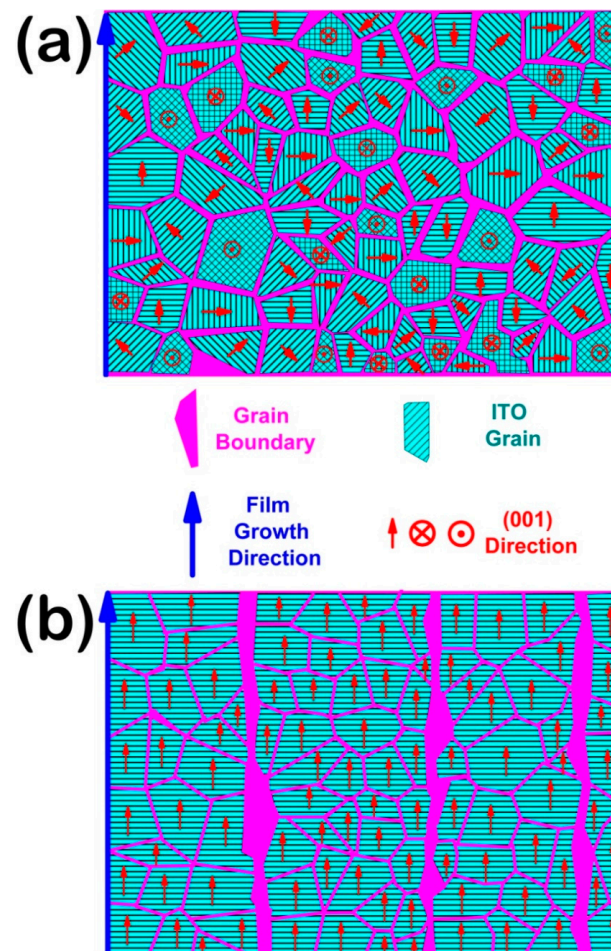 (a)
Grain
Boundary
ITO
Grain
Film
Growth
Direction
(001)
Direction
(b)